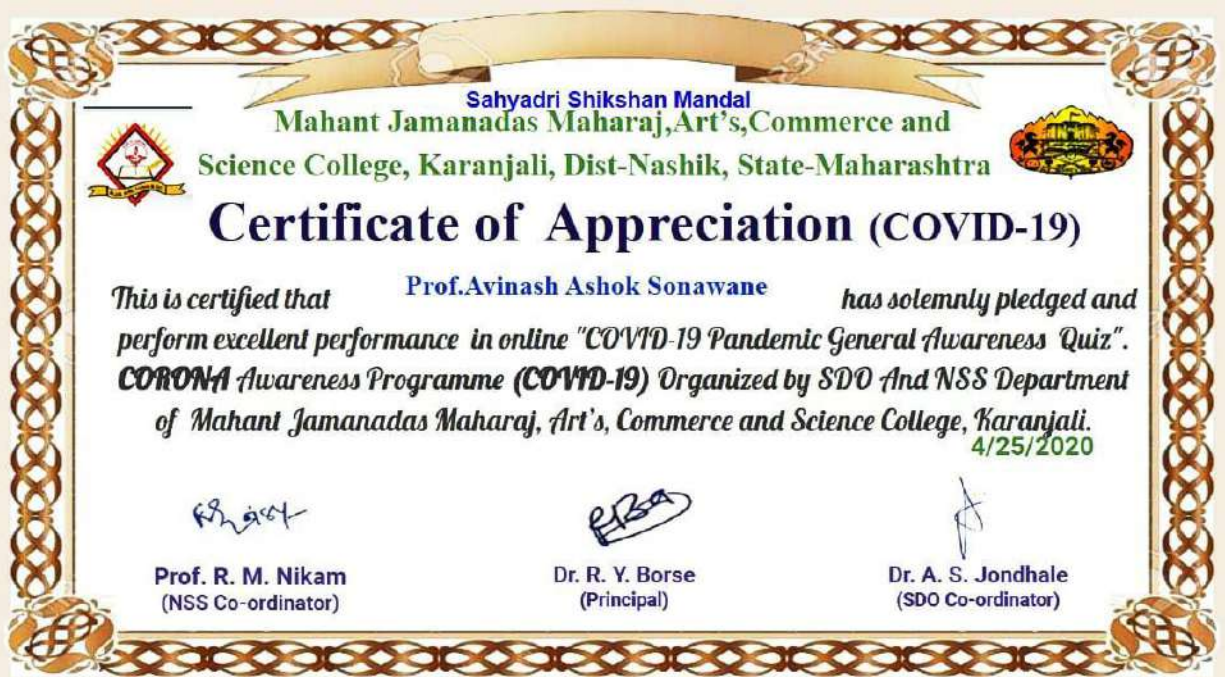 Sahyadri Shikshan Mandal
Mahant Jamanadas Maharaj,Art's,Commerce and
Science College, Karanjali, Dist-Nashik, State-Maharashtra
Certificate of Appreciation (COVID-19)
This is certified that Prof.Avinash Ashok Sonawane has solemnly pledged and
perform excellent performance in online "COVID-19 Pandemic General Awareness Quiz".
CORONA Awareness Programme (COVID-19) Organized by SDO And NSS Department
of Mahant Jamanadas Maharaj, Art's, Commerce and Science College, Karanjali.
4/25/2020
Prof. R. M. Nikam
(NSS Co-ordinator)
Dr. R. Y. Borse
(Principal)
Dr. A. S. Jondhale
(SDO Co-ordinator)